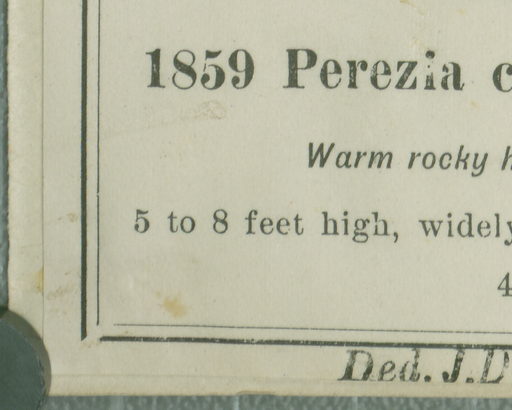 1859 Perezia c
Warm rocky h
5 to 8 feet high, widely
4
Ded. J.D